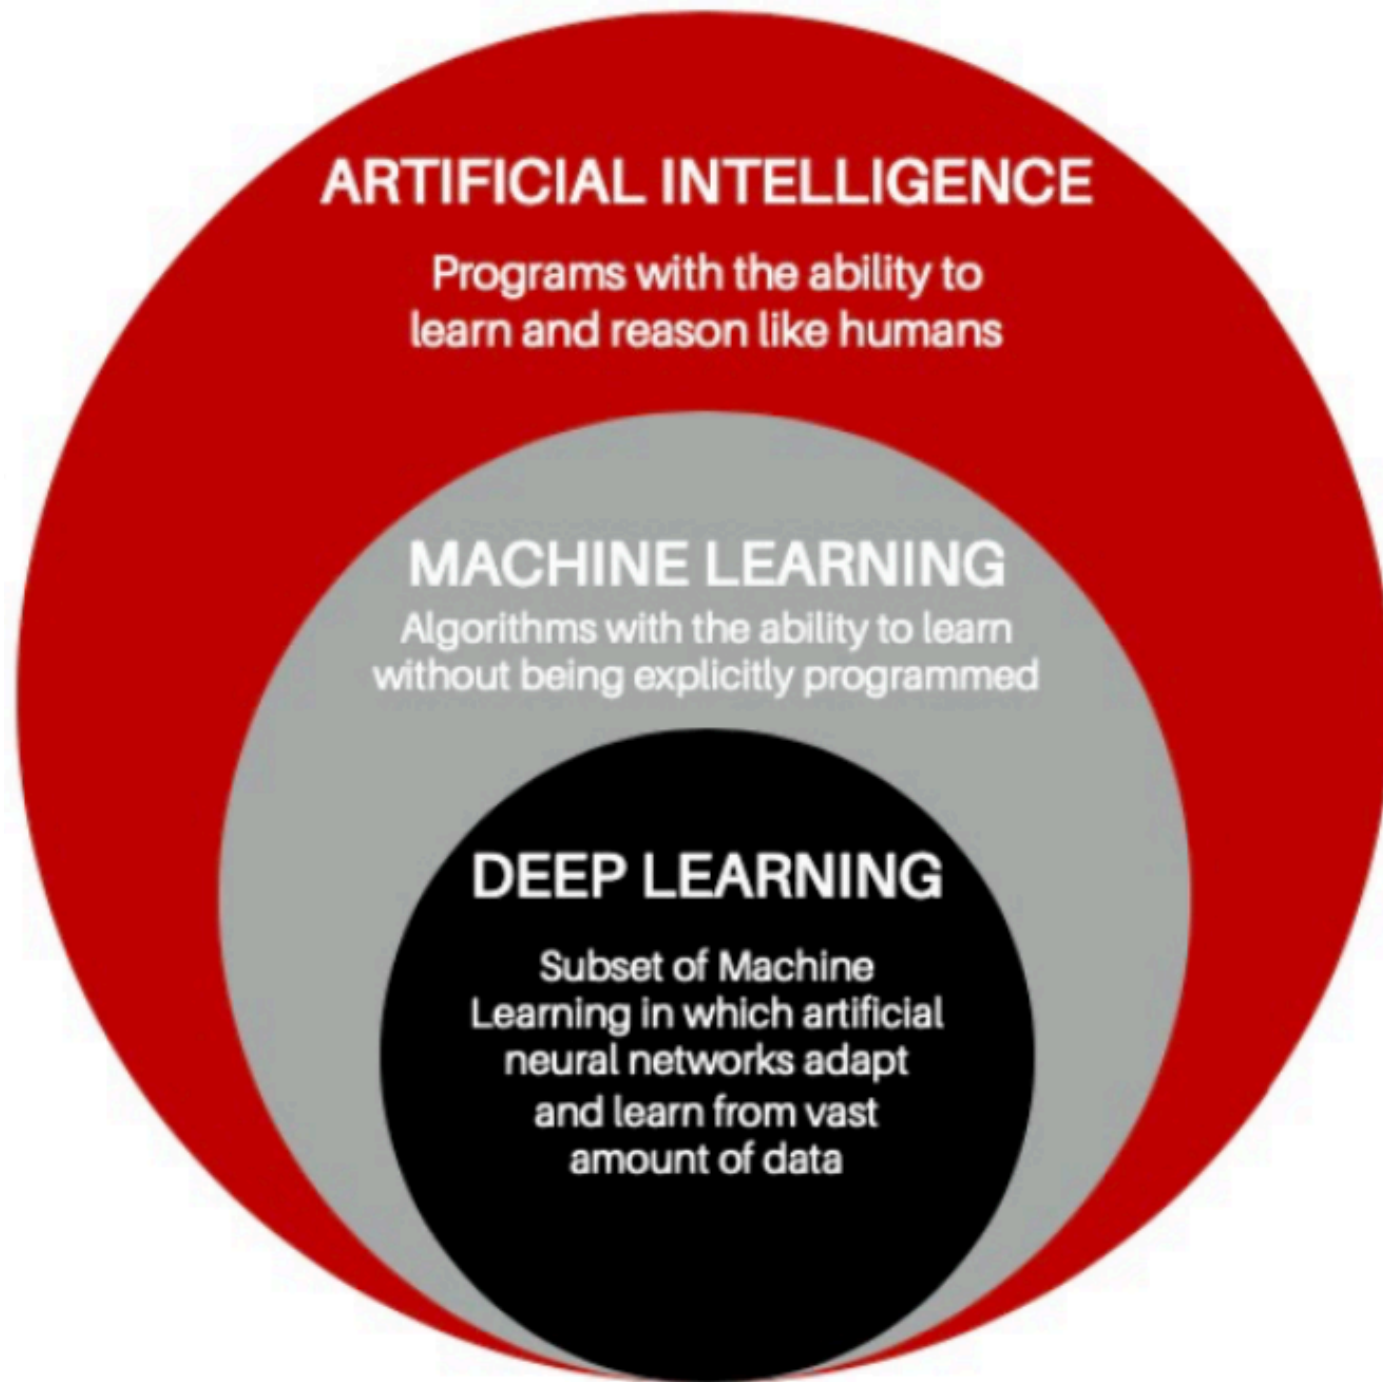 ARTIFICIAL INTELLIGENCE
Programs with the ability to
learn and reason like humans
MACHINE LEARNING
Algorithms with the ability to learn
without being explicitly programmed
DEEP LEARNING
Subset of Machine
Learning in which artificial
neural networks adapt
and learn from vast
amount of data